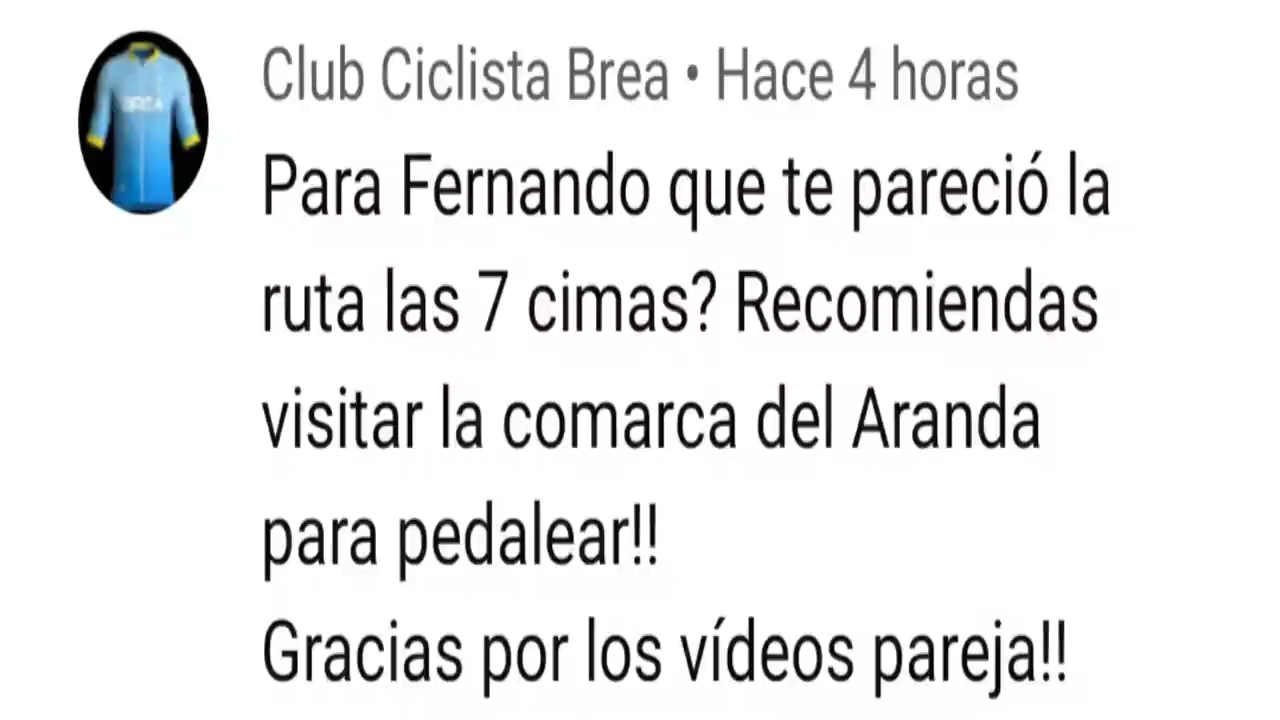 BREA
Club Ciclista Brea • Hace 4 horas
Para Fernando que te pareció la
ruta las 7 cimas? Recomiendas
visitar la comarca del Aranda
para pedalear!!
Gracias por los vídeos pareja!!